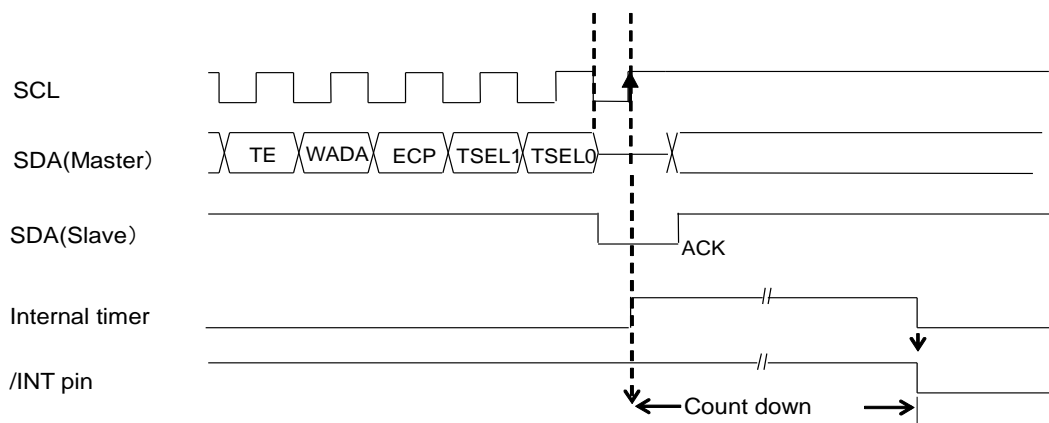 SCL
SDA(Master）
TE WADA ECP TSEL1 TSEL0
SDA(Slave）
ACK
Internal timer
//
/INT pin
//
Count down